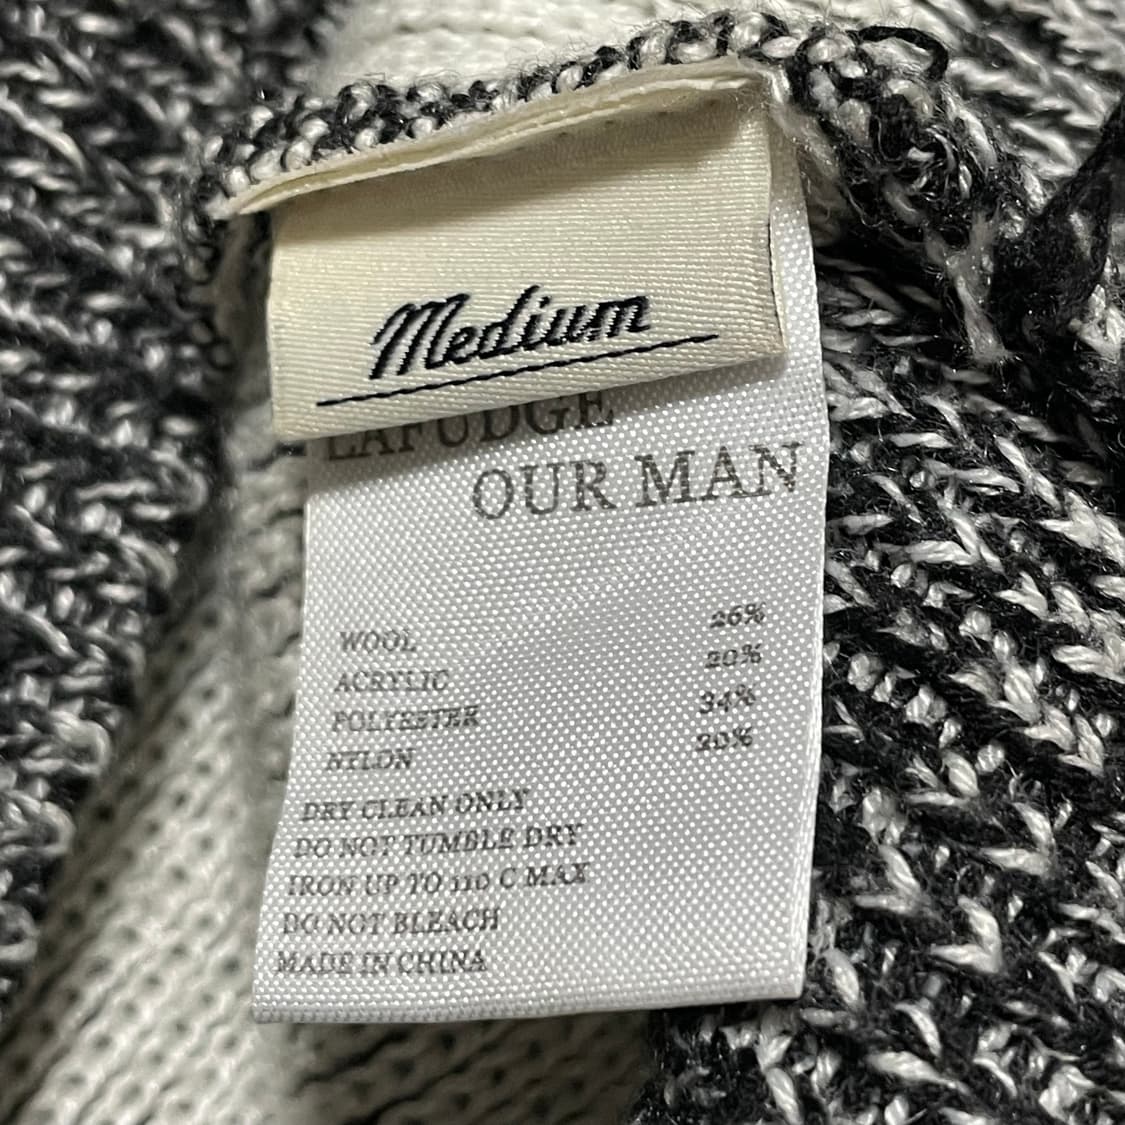 Medium
LAFUDGE
OUR MAN
WOOL 26%
ACRYLIC 20%
POLYESTER 34%
NYLON 20%
DRY CLEAN ONLY
DO NOT TUMBLE DRY
IRON UP TO 110 C MAX
DO NOT BLEACH
MADE IN CHINA